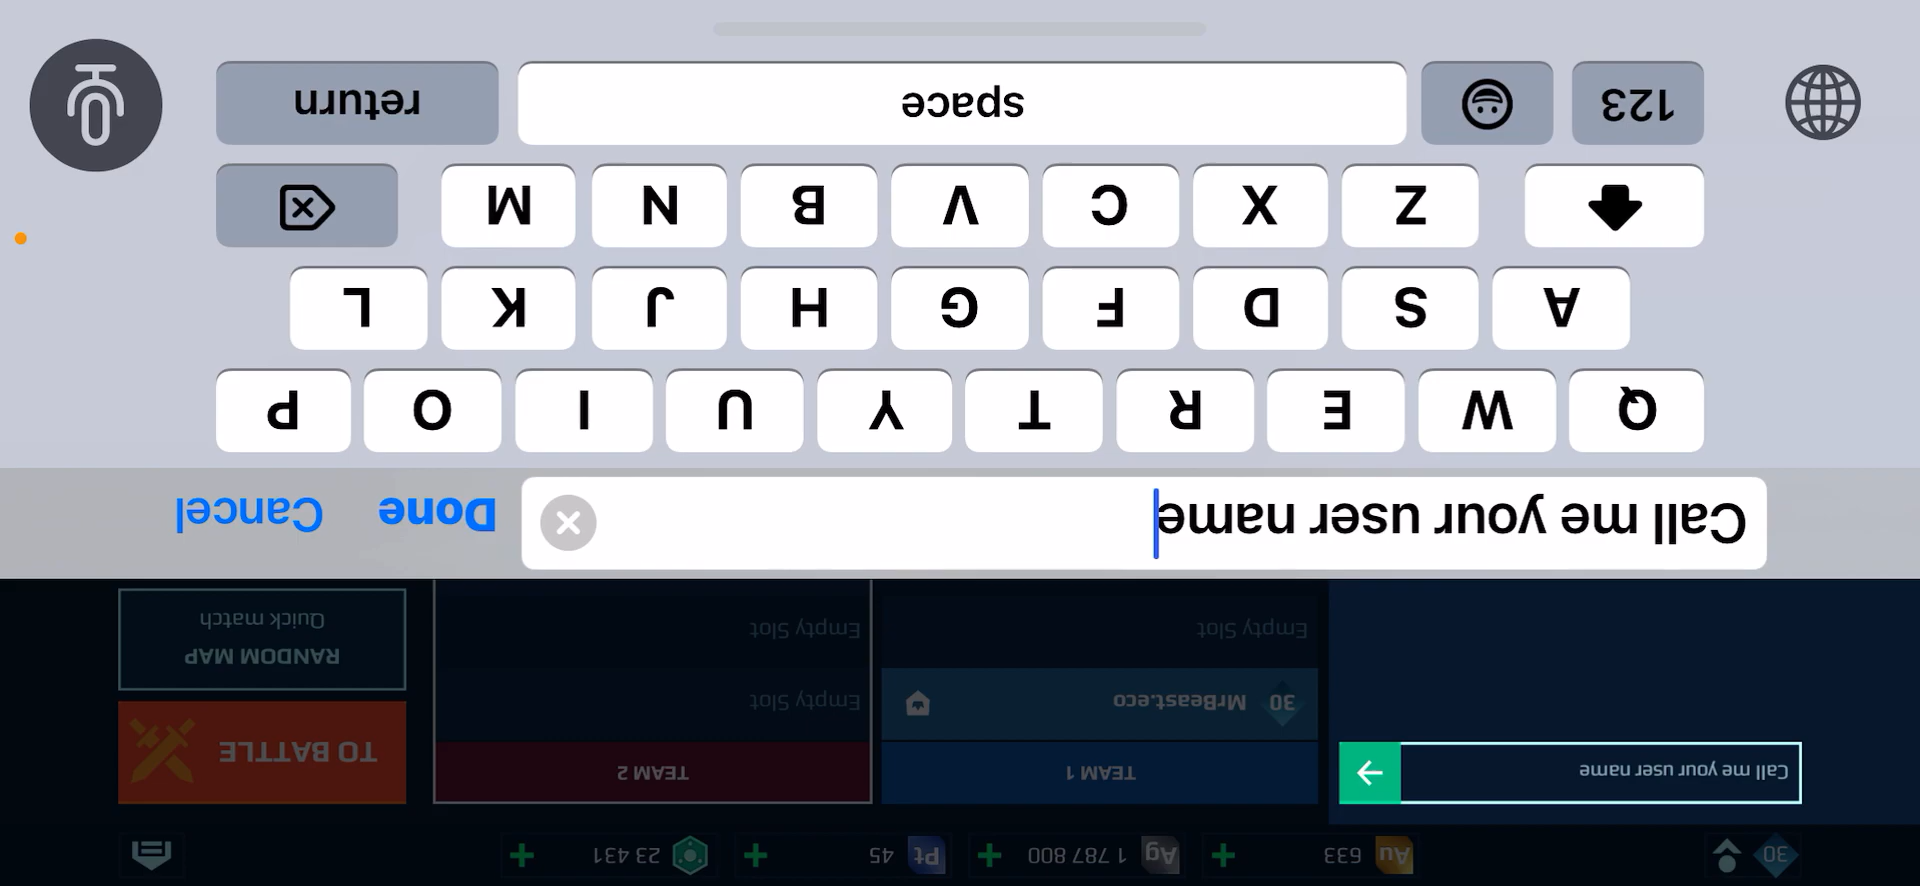 30
Au 633
Ag 1 787 800
Pt 45
23 431
Call me your user name
TEAM 1
TEAM 2
TO BATTLE
30 MrBeast.eco
Empty Slot
RANDOM MAP
Quick match
Empty Slot
Empty Slot
Call me your user name
Done
Cancel
Q W E R T Y U I O P
A S D F G H J K L
Z X C V B N M
123
space
return